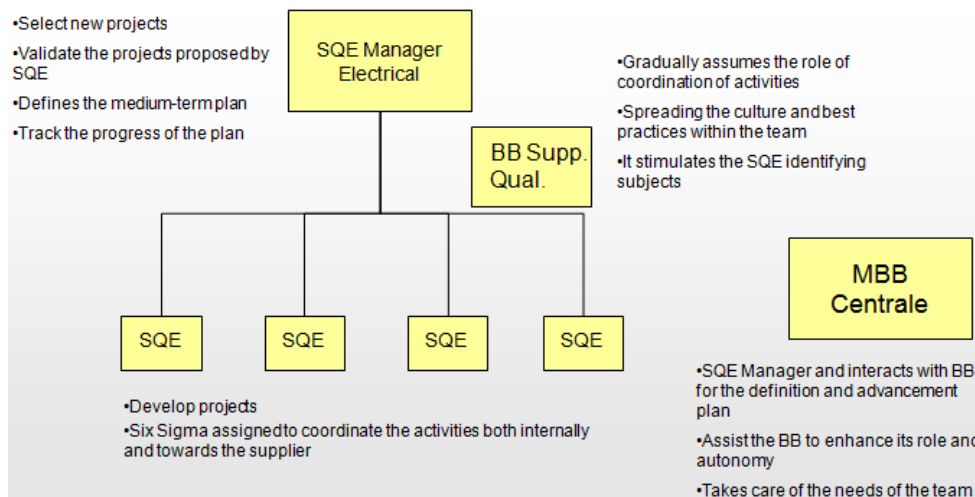 •Select new projects
•Validate the projects proposed by
SQE
•Defines the medium-term plan
•Track the progress of the plan
SQE Manager
Electrical
•Gradually assumes the role of
coordination of activities
•Spreading the culture and best
practices within the team
•It stimulates the SQE identifying
subjects
BB Supp.
Qual.
MBB
Centrale
SQE
SQE
SQE
SQE
•Develop projects
•Six Sigma assigned to coordinate the activities both internally
and towards the supplier
•SQE Manager and interacts with BB
for the definition and advancement
plan
•Assist the BB to enhance its role and
autonomy
•Takes care of the needs of the team